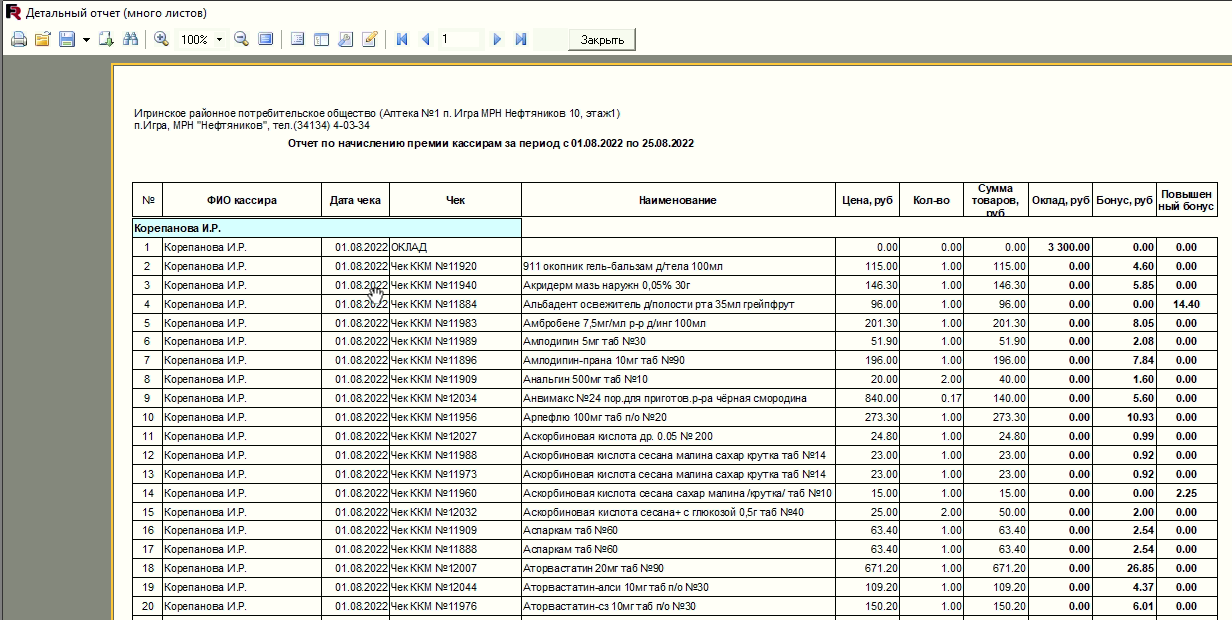 Детальный отчет (много листов)
100% 1 Закрыть
Игринское районное потребительское общество (Аптека №1 п. Игра МРН Нефтяников 10, этаж1)
п.Игра, МРН "Нефтяников", тел.(34134) 4-03-34
Отчет по начислению премии кассирам за период с 01.08.2022 по 25.08.2022
№ ФИО кассира Дата чека Чек Наименование Цена, руб Кол-во Сумма товаров, руб Оклад, руб Бонус, руб Повышен ный бонус
Корепанова И.Р.
1 Корепанова И.Р. 01.08.2022 ОКЛАД 0.00 0.00 0.00 3 300.00 0.00 0.00
2 Корепанова И.Р. 01.08.2022 Чек ККМ №11920 911 окопник гель-бальзам д/тела 100мл 115.00 1.00 115.00 0.00 4.60 0.00
3 Корепанова И.Р. 01.08.2022 Чек ККМ №11940 Акридерм мазь наружн 0,05% 30г 146.30 1.00 146.30 0.00 5.85 0.00
4 Корепанова И.Р. 01.08.2022 Чек ККМ №11884 Альбадент освежитель д/полости рта 35мл грейпфрут 96.00 1.00 96.00 0.00 0.00 14.40
5 Корепанова И.Р. 01.08.2022 Чек ККМ №11983 Амбробене 7,5мг/мл р-р д/инг 100мл 201.30 1.00 201.30 0.00 8.05 0.00
6 Корепанова И.Р. 01.08.2022 Чек ККМ №11989 Амлодипин 5мг таб №30 51.90 1.00 51.90 0.00 2.08 0.00
7 Корепанова И.Р. 01.08.2022 Чек ККМ №11896 Амлодипин-прана 10мг таб №90 196.00 1.00 196.00 0.00 7.84 0.00
8 Корепанова И.Р. 01.08.2022 Чек ККМ №11909 Анальгин 500мг таб №10 20.00 2.00 40.00 0.00 1.60 0.00
9 Корепанова И.Р. 01.08.2022 Чек ККМ №12034 Анвимакс №24 пор.для приготов.р-ра чёрная смородина 840.00 0.17 140.00 0.00 5.60 0.00
10 Корепанова И.Р. 01.08.2022 Чек ККМ №11956 Арпефлю 100мг таб п/о №20 273.30 1.00 273.30 0.00 10.93 0.00
11 Корепанова И.Р. 01.08.2022 Чек ККМ №12027 Аскорбиновая кислота др. 0.05 № 200 24.80 1.00 24.80 0.00 0.99 0.00
12 Корепанова И.Р. 01.08.2022 Чек ККМ №11988 Аскорбиновая кислота сесана малина сахар крутка таб №14 23.00 1.00 23.00 0.00 0.92 0.00
13 Корепанова И.Р. 01.08.2022 Чек ККМ №11973 Аскорбиновая кислота сесана малина сахар крутка таб №14 23.00 1.00 23.00 0.00 0.92 0.00
14 Корепанова И.Р. 01.08.2022 Чек ККМ №11960 Аскорбиновая кислота сесана сахар малина /крутка/ таб №10 15.00 1.00 15.00 0.00 0.00 2.25
15 Корепанова И.Р. 01.08.2022 Чек ККМ №12032 Аскорбиновая кислота сесана+ с глюкозой 0,5г таб №40 25.00 2.00 50.00 0.00 2.00 0.00
16 Корепанова И.Р. 01.08.2022 Чек ККМ №11909 Аспаркам таб №60 63.40 1.00 63.40 0.00 2.54 0.00
17 Корепанова И.Р. 01.08.2022 Чек ККМ №11888 Аспаркам таб №60 63.40 1.00 63.40 0.00 2.54 0.00
18 Корепанова И.Р. 01.08.2022 Чек ККМ №12007 Аторвастатин 20мг таб №90 671.20 1.00 671.20 0.00 26.85 0.00
19 Корепанова И.Р. 01.08.2022 Чек ККМ №12044 Аторвастатин-алси 10мг таб п/о №30 109.20 1.00 109.20 0.00 4.37 0.00
20 Корепанова И.Р. 01.08.2022 Чек ККМ №11976 Аторвастатин-сз 10мг таб п/о №30 150.20 1.00 150.20 0.00 6.01 0.00